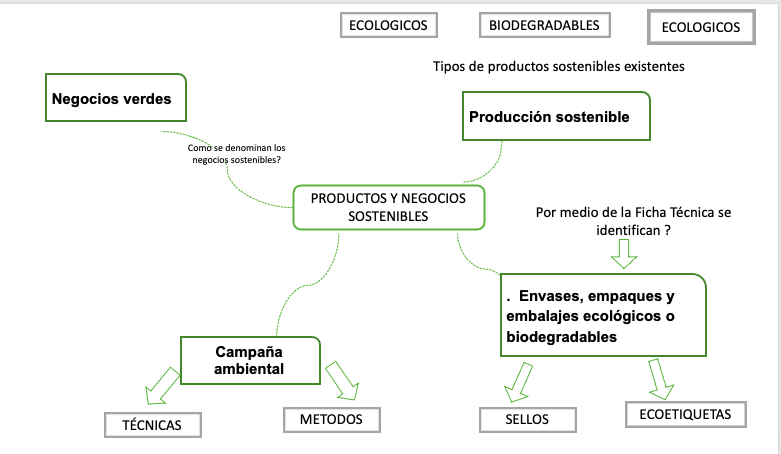 ECOLOGICOS
BIODEGRADABLES
ECOLOGICOS
Tipos de productos sostenibles existentes
Negocios verdes
Producción sostenible
Como se denominan los
negocios sostenibles?
PRODUCTOS Y NEGOCIOS
SOSTENIBLES
Por medio de la Ficha Técnica se
identifican ?
. Envases, empaques y
embalajes ecológicos o
biodegradables
Campaña
ambiental
TÉCNICAS
METODOS
SELLOS
ECOETIQUETAS